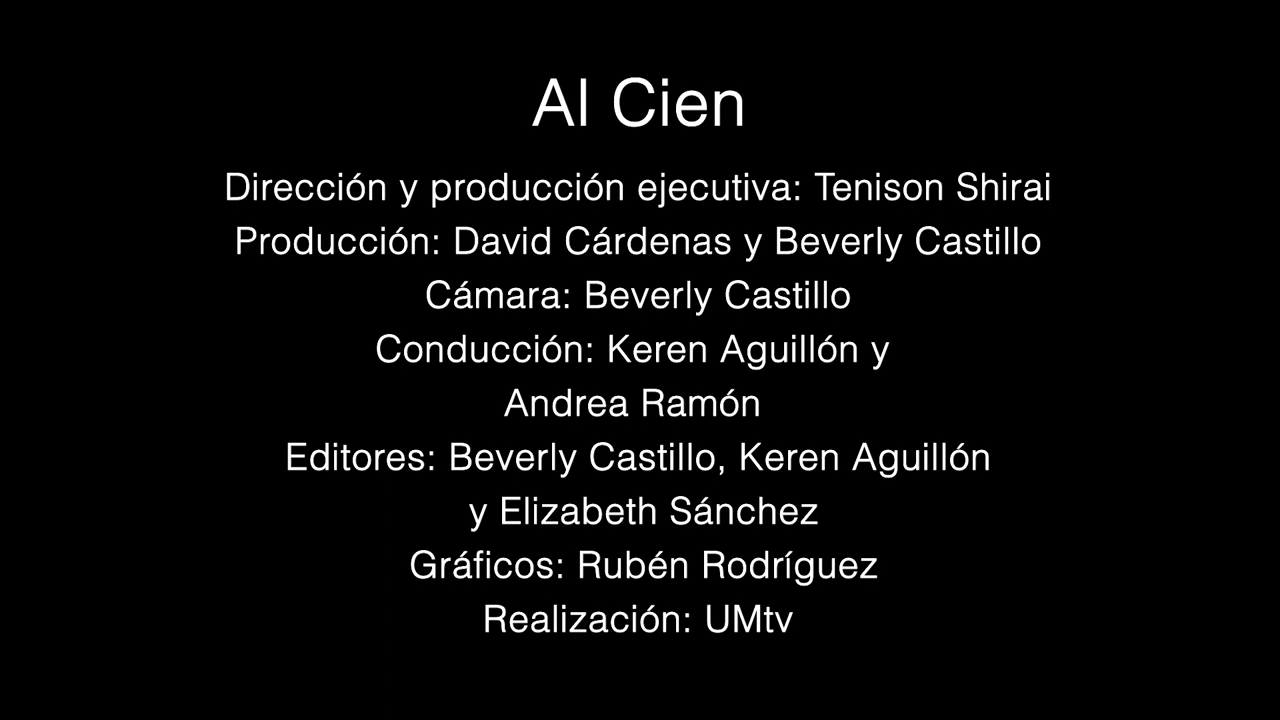 Al Cien
Dirección y producción ejecutiva: Tenison Shirai
Producción: David Cárdenas y Beverly Castillo
Cámara: Beverly Castillo
Conducción: Keren Aguillón y
Andrea Ramón
Editores: Beverly Castillo, Keren Aguillón
y Elizabeth Sánchez
Gráficos: Rubén Rodríguez
Realización: UMtv